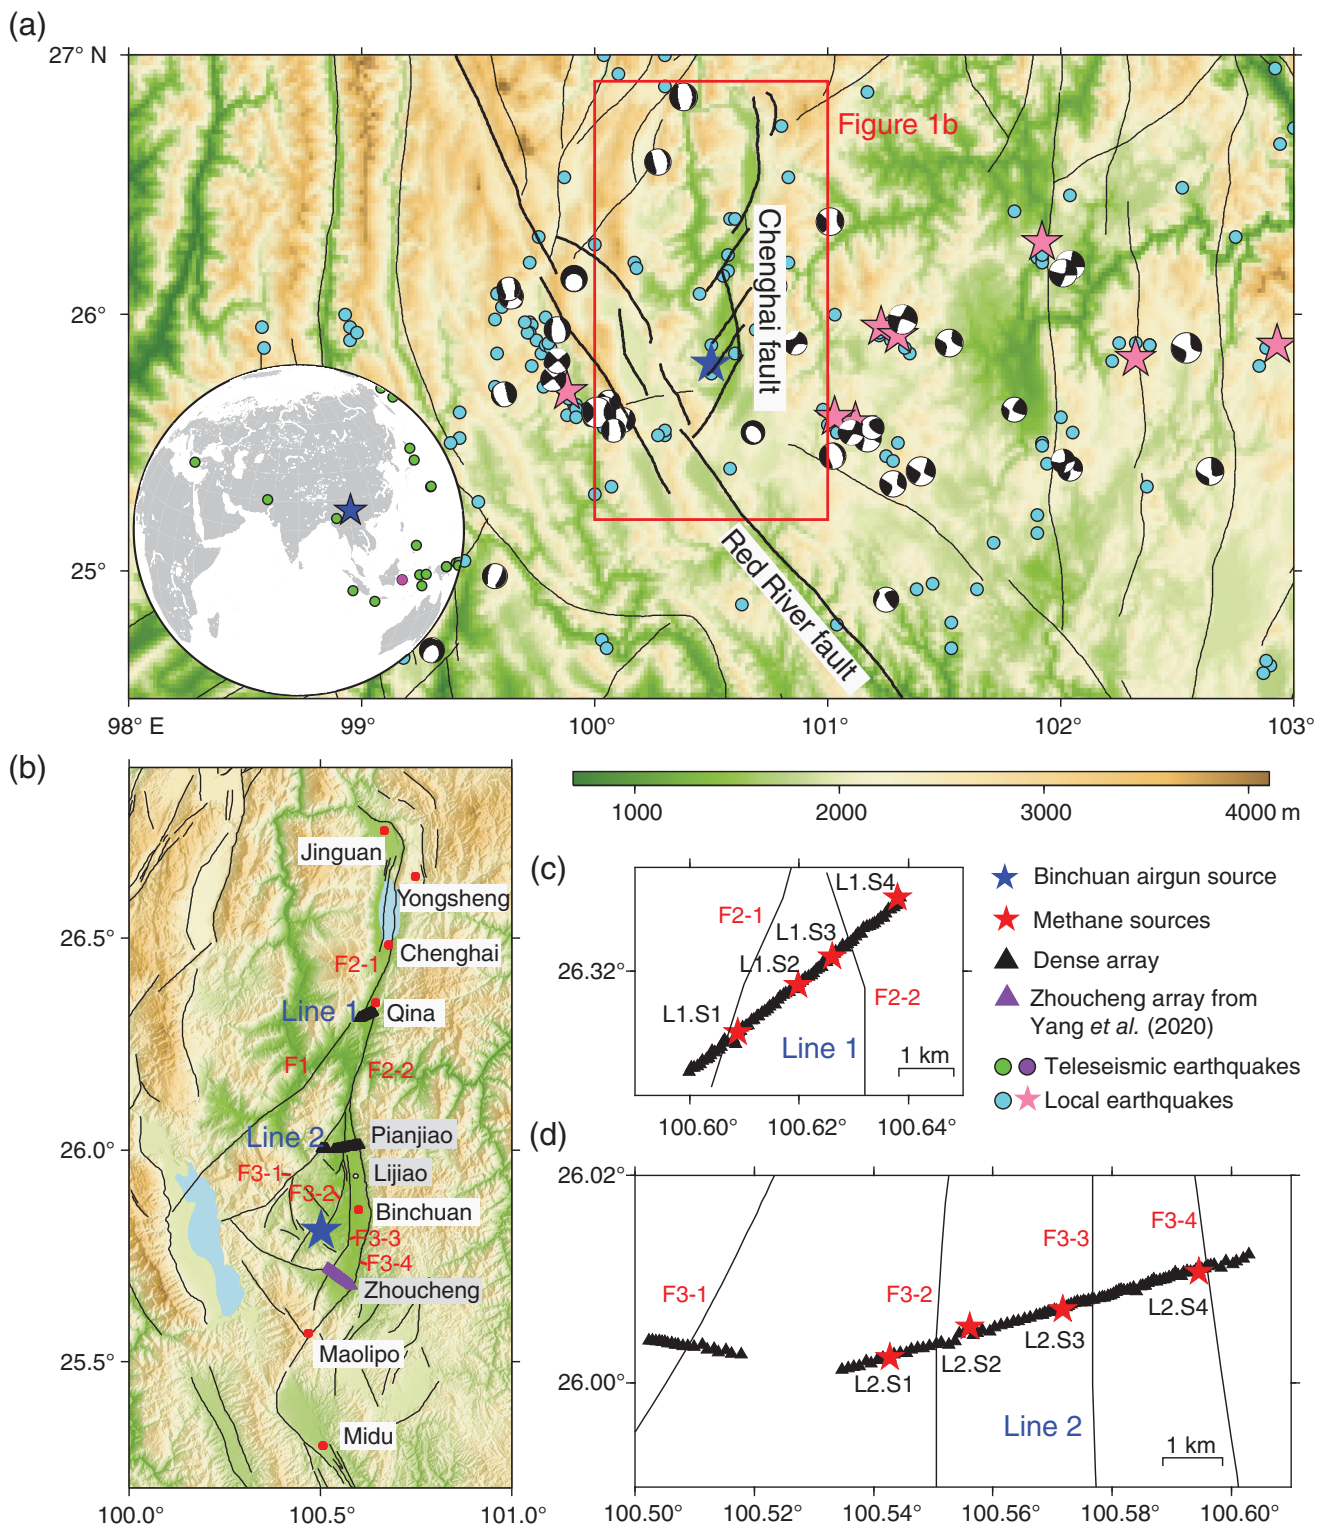 (a)
27° N
Figure 1b
Chenghai fault
26°
25°
Red River fault
98° E
99°
100°
101°
102°
103°
(b)
1000
2000
3000
4000 m
Jinguan
Yongsheng
26.5°
Chenghai
F2-1
Line 1
Qina
F1
F2-2
Line 2
Pianjiao
26.0°
F3-1
Lijiao
F3-2
Binchuan
F3-3
F3-4
Zhoucheng
25.5°
Maolipo
Midu
100.0°
100.5°
101.0°
(c)
L1.S4
F2-1
L1.S3
L1.S2
26.32°
F2-2
L1.S1
Line 1
1 km
100.60°
100.62°
100.64°
Binchuan airgun source
Methane sources
Dense array
Zhoucheng array from
Yang et al. (2020)
Teleseismic earthquakes
Local earthquakes
(d)
26.02°
F3-4
F3-3
F3-1
F3-2
L2.S4
L2.S3
L2.S2
26.00°
L2.S1
Line 2
1 km
100.50°
100.52°
100.54°
100.56°
100.58°
100.60°